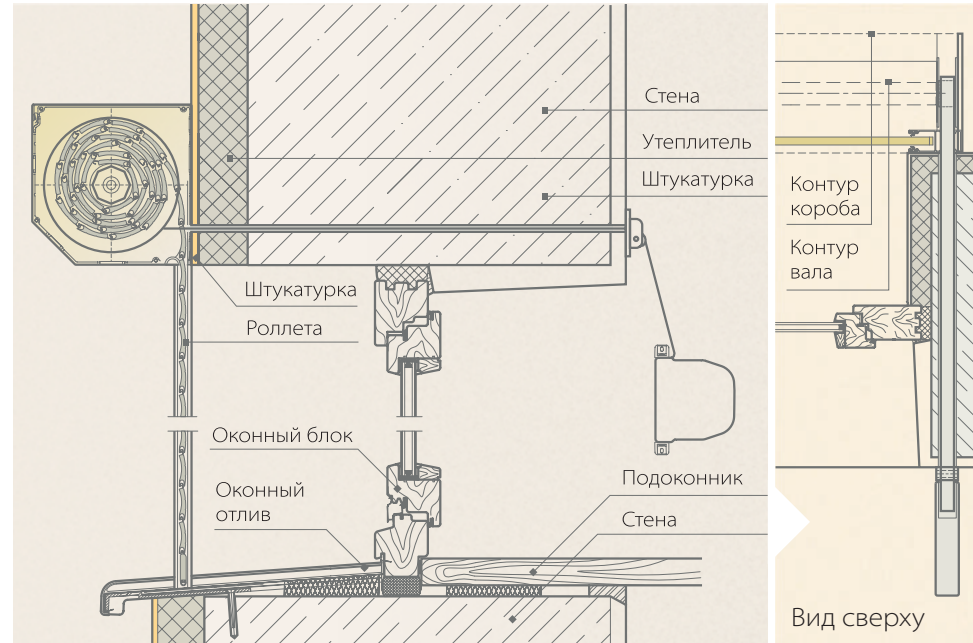 Стена
Утеплитель
Штукатурка
Контур
короба
Контур
вала
Штукатурка
Роллета
Оконный блок
Подоконник
Оконный
отлив
Стена
Вид сверху